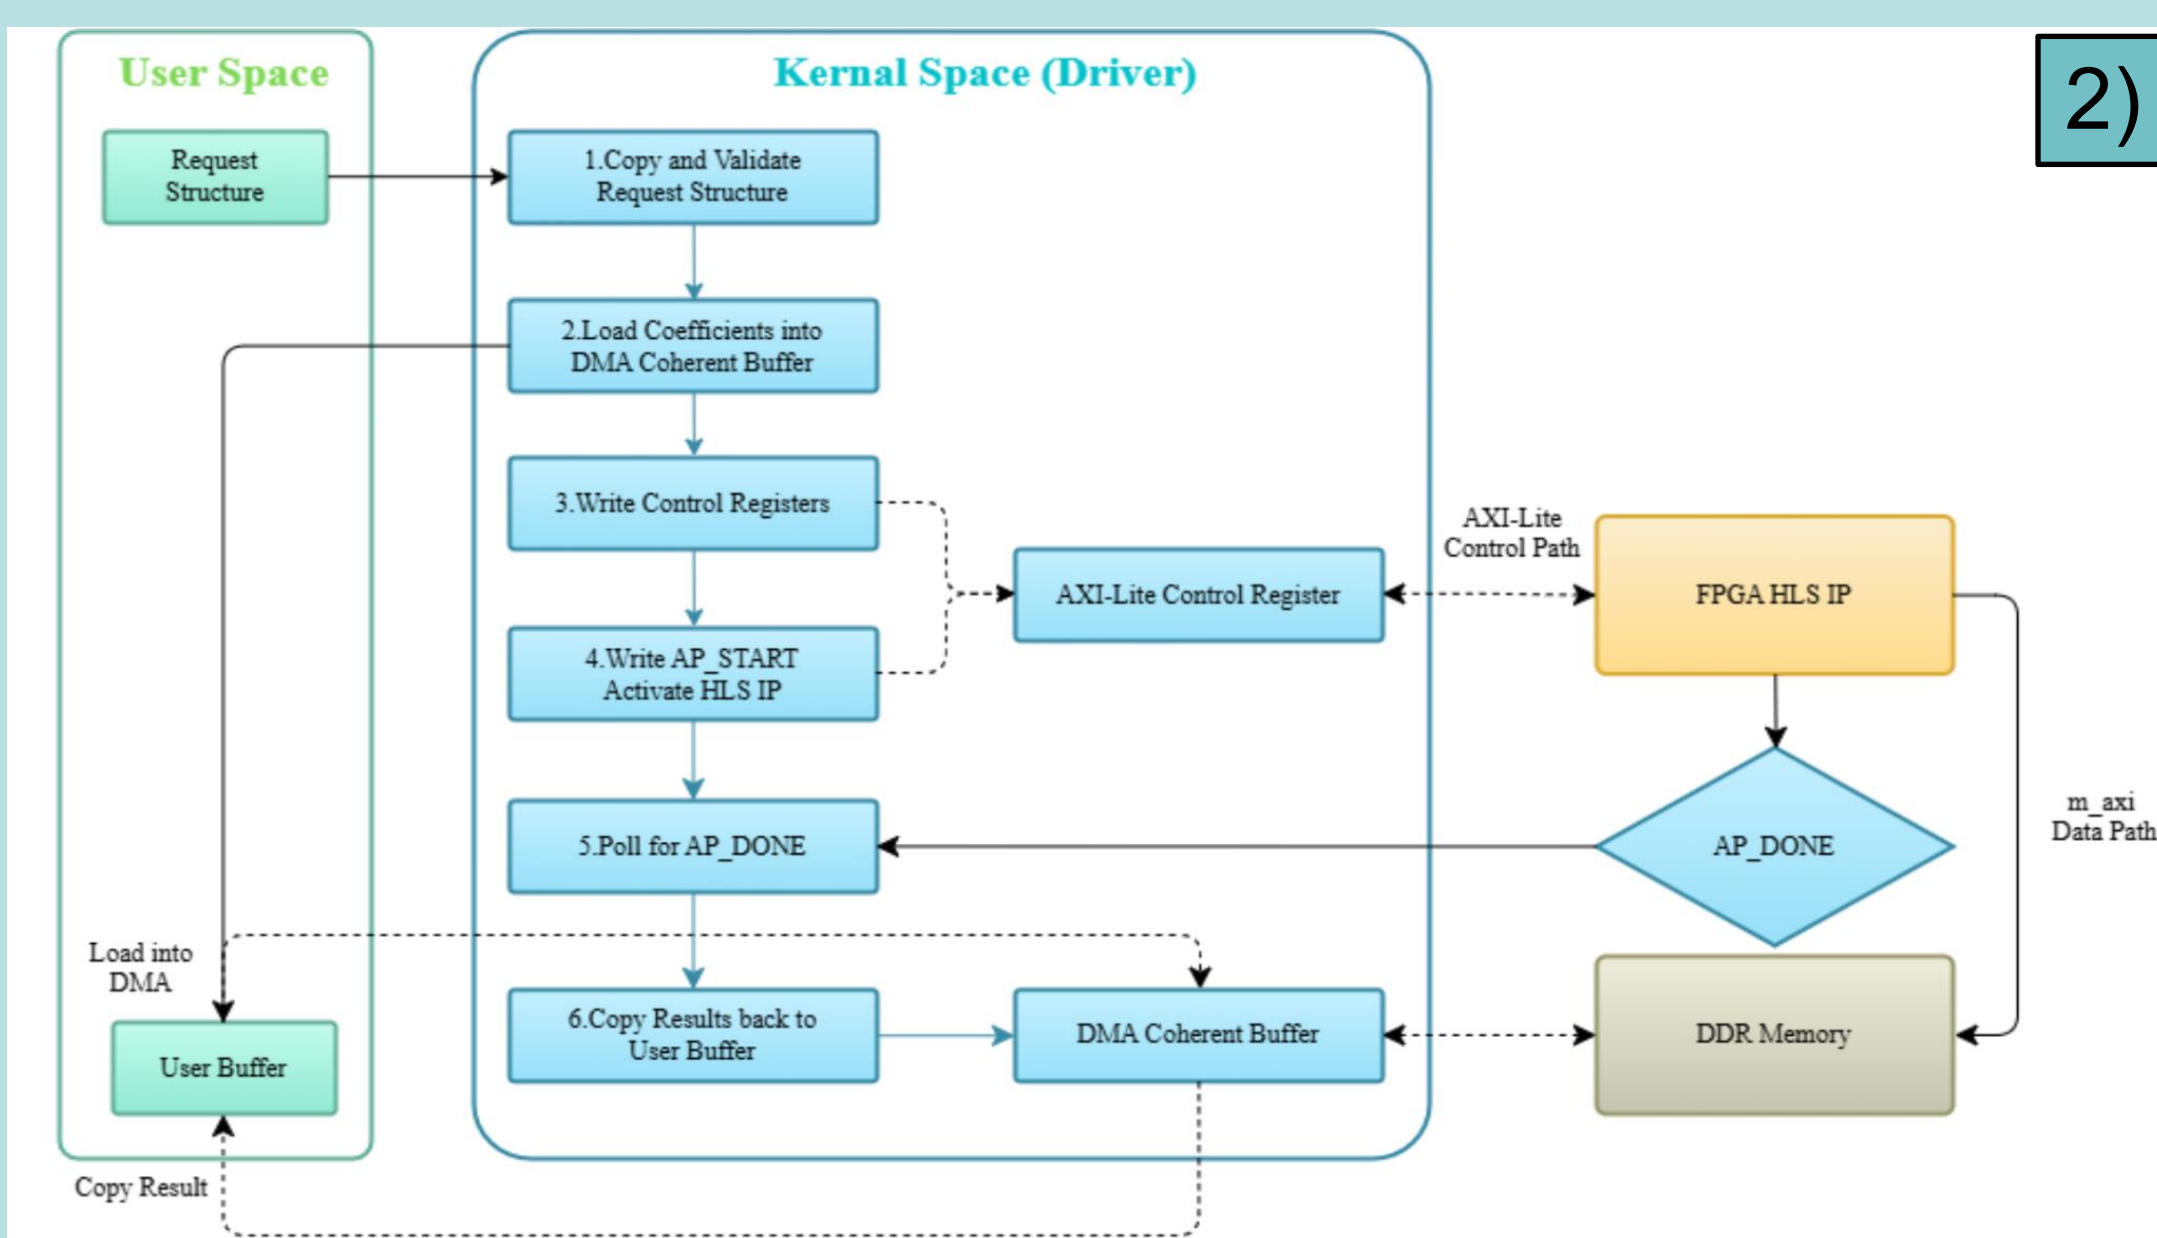 User Space
Kernal Space (Driver)
2)
Request
Structure
1.Copy and Validate
Request Structure
2.Load Coefficients into
DMA Coherent Buffer
3.Write Control Registers
AXI-Lite
Control Path
AXI-Lite Control Register
FPGA HLS IP
4.Write AP_START
Activate HLS IP
m_axi
Data Path
5.Poll for AP_DONE
AP_DONE
Load into
DMA
User Buffer
6.Copy Results back to
User Buffer
DMA Coherent Buffer
DDR Memory
Copy Result